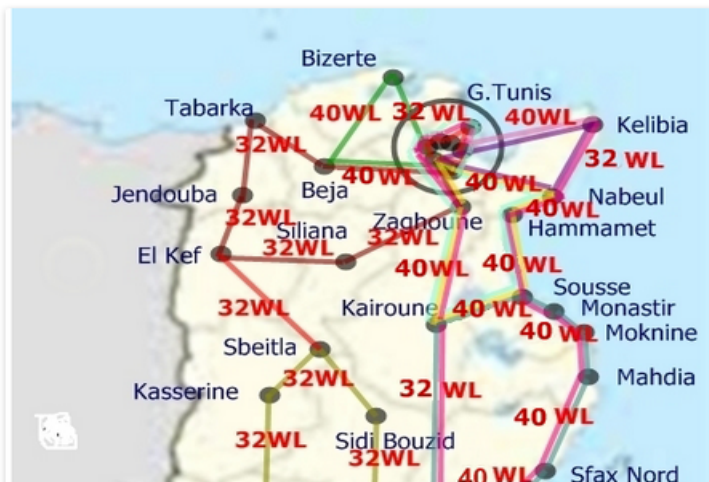 Bizerte
G.Tunis
Tabarka
40WL
32 WL
40WL
Kelibia
32WL
32 WL
Beja
40WL
40 WL
Jendouba
Nabeul
32WL
Zaghoune
40WL
Siliana
32WL
Hammamet
El Kef
32WL
40WL
40 WL
Sousse
32WL
Kairoune
40 WL
Monastir
40 WL
Moknine
Sbeitla
32WL
Mahdia
Kasserine
32 WL
40 WL
Sidi Bouzid
32WL
32WL
40 WL
Sfax Nord